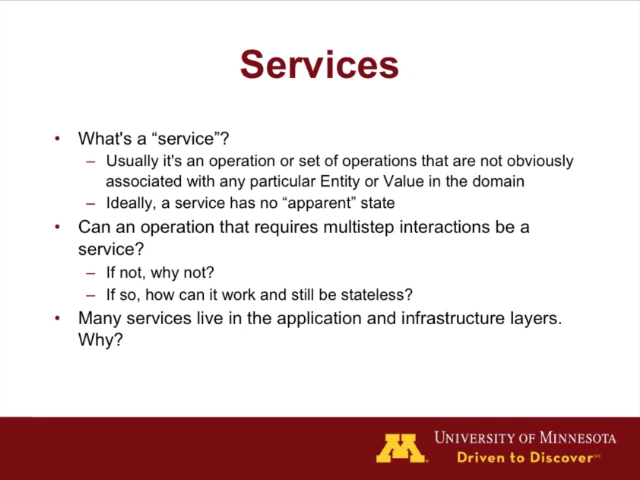 Services
• What's a “service”?
– Usually it's an operation or set of operations that are not obviously
associated with any particular Entity or Value in the domain
– Ideally, a service has no “apparent” state
• Can an operation that requires multistep interactions be a
service?
– If not, why not?
– If so, how can it work and still be stateless?
• Many services live in the application and infrastructure layers.
Why?
M
UNIVERSITY OF MINNESOTA
Driven to Discover℠